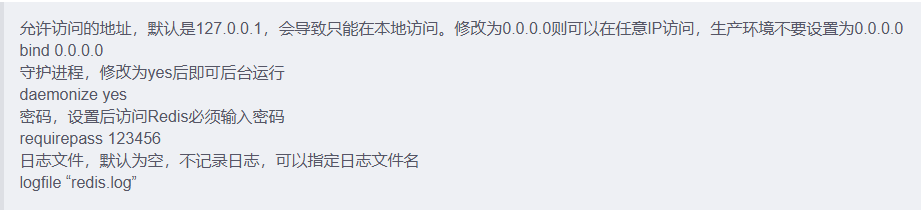 允许访问的地址，默认是127.0.0.1，会导致只能在本地访问。修改为0.0.0.0则可以在任意IP访问，生产环境不要设置为0.0.0.0
bind 0.0.0.0
守护进程，修改为yes后即可后台运行
daemonize yes
密码，设置后访问Redis必须输入密码
requirepass 123456
日志文件，默认为空，不记录日志，可以指定日志文件名
logfile “redis.log”